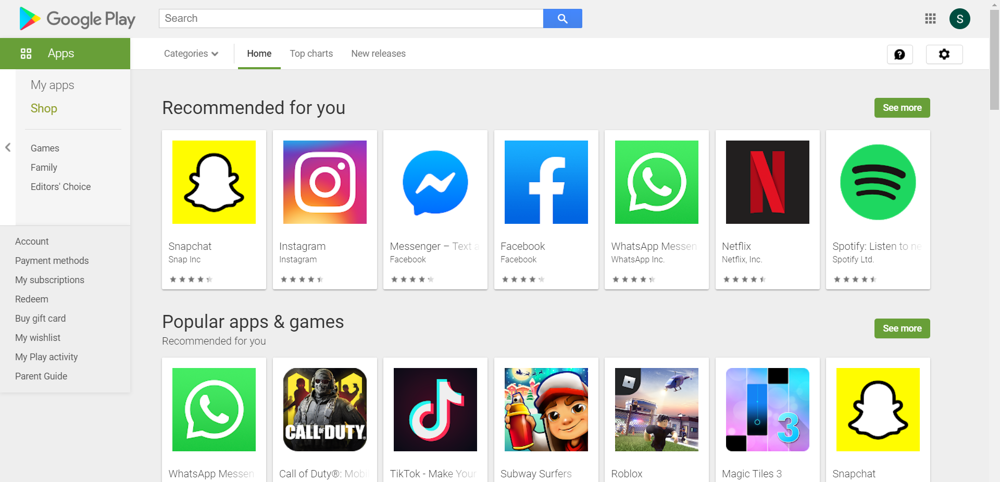 Google Play
Search
S
Apps
Categories
Home
Top charts
New releases
My apps
Shop
Games
Family
Editors' Choice
Account
Payment methods
My subscriptions
Redeem
Buy gift card
My wishlist
My Play activity
Parent Guide
Recommended for you
See more
Snapchat
Snap Inc
Instagram
Instagram
Messenger – Text a
Facebook
Facebook
Facebook
WhatsApp Messen
WhatsApp Inc.
Netflix
Netflix, Inc.
Spotify: Listen to ne
Spotify Ltd.
Popular apps & games
Recommended for you
See more
WhatsApp Messen
CALL OF DUTY
Call of Duty®: Mobi
TikTok - Make Your
Subway Surfers
Roblox
3
Magic Tiles 3
Snapchat